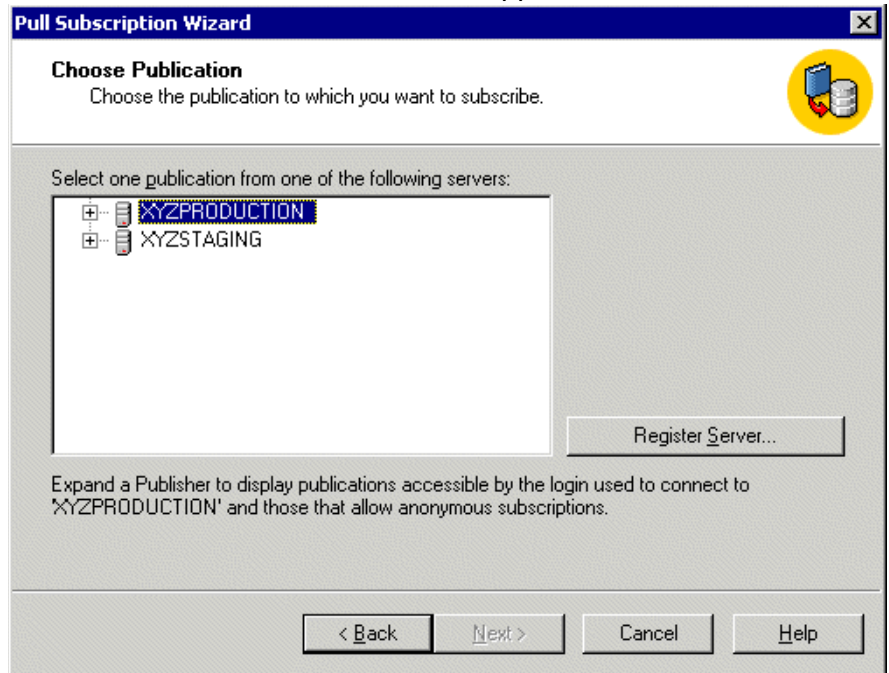 Pull Subscription Wizard
Choose Publication
Choose the publication to which you want to subscribe.
Select one publication from one of the following servers:
XYZPRODUCTION
XYZSTAGING
Register Server...
Expand a Publisher to display publications accessible by the login used to connect to
'XYZPRODUCTION' and those that allow anonymous subscriptions.
< Back
Next >
Cancel
Help